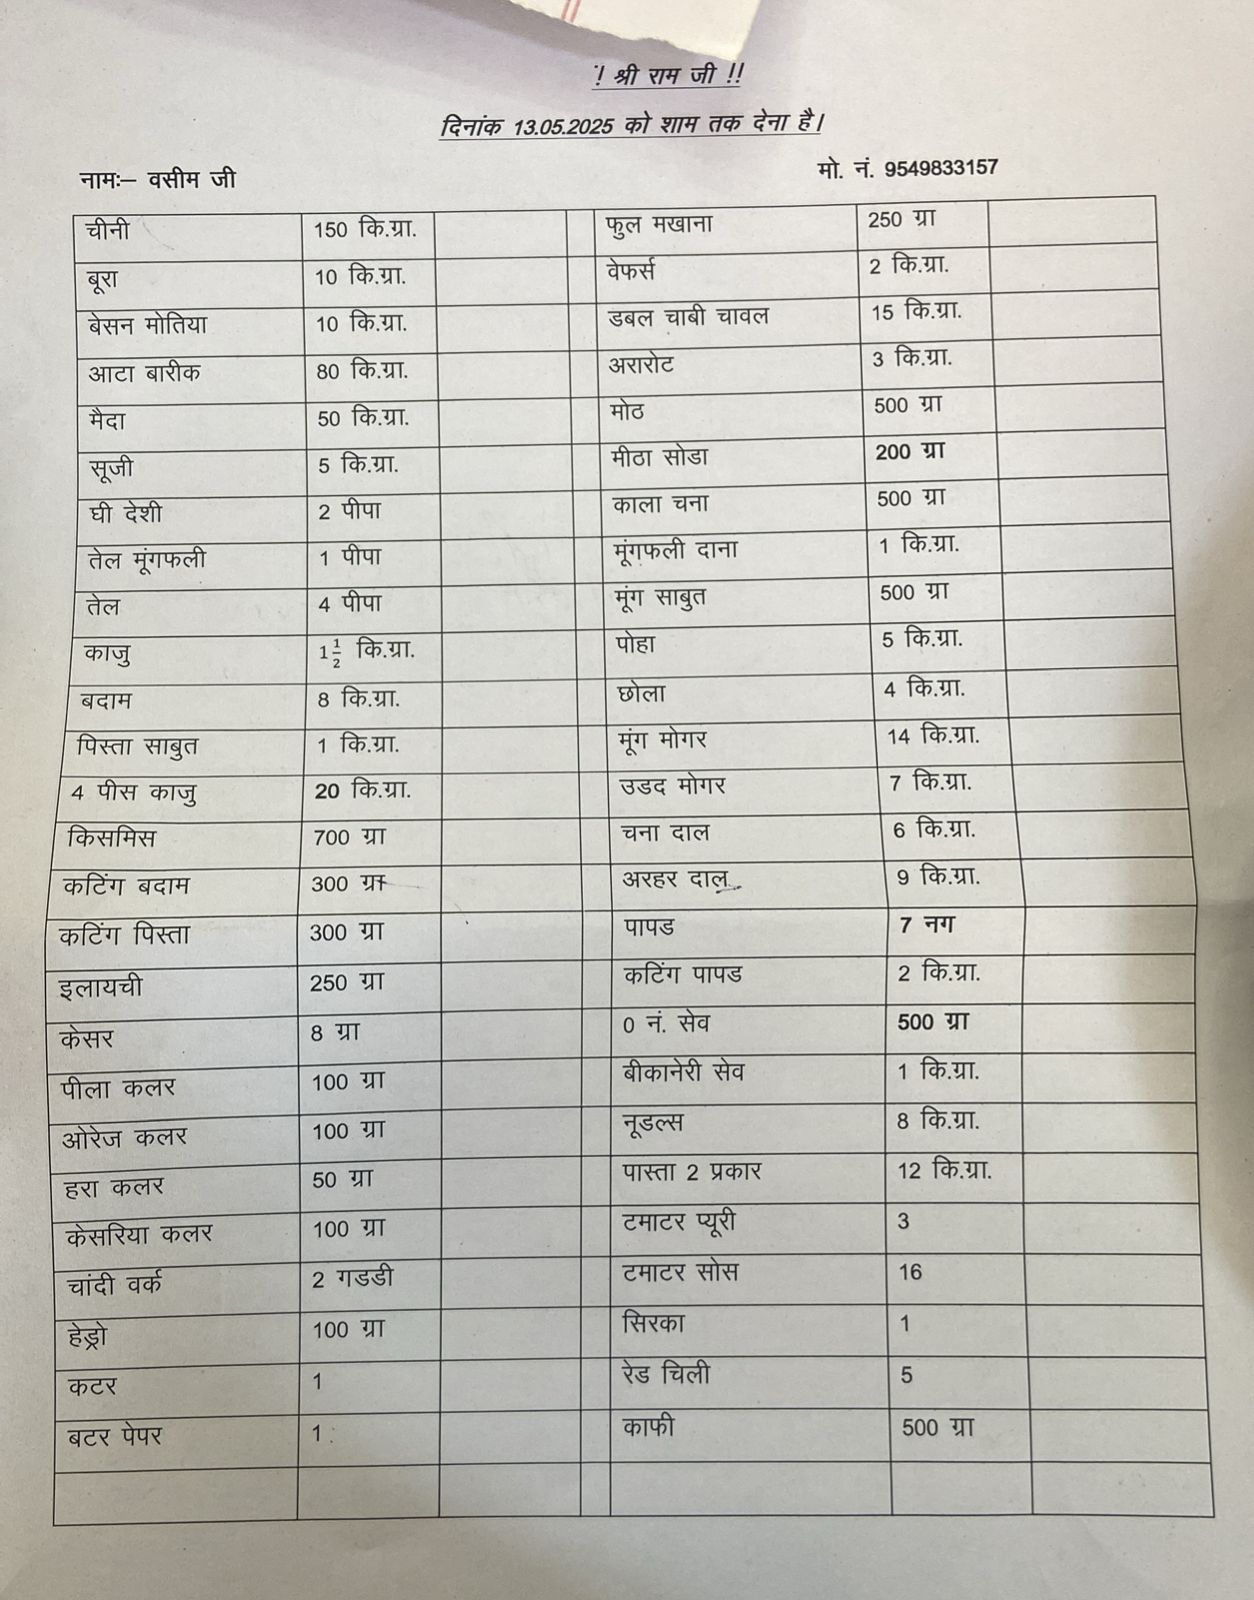 ! श्री राम जी !!
दिनांक 13.05.2025 को शाम तक देना है।
नामः– वसीम जी मो. नं. 9549833157
चीनी 150 कि.ग्रा. फुल मखाना 250 ग्रा
बूरा 10 कि.ग्रा. वेफर्स 2 कि.ग्रा.
बेसन मोतिया 10 कि.ग्रा. डबल चाबी चावल 15 कि.ग्रा.
आटा बारीक 80 कि.ग्रा. अरारोट 3 कि.ग्रा.
मैदा 50 कि.ग्रा. मोठ 500 ग्रा
सूजी 5 कि.ग्रा. मीठा सोडा 200 ग्रा
घी देशी 2 पीपा काला चना 500 ग्रा
तेल मूंगफली 1 पीपा मूंगफली दाना 1 कि.ग्रा.
तेल 4 पीपा मूंग साबुत 500 ग्रा
काजु 1½ कि.ग्रा. पोहा 5 कि.ग्रा.
बदाम 8 कि.ग्रा. छोला 4 कि.ग्रा.
पिस्ता साबुत 1 कि.ग्रा. मूंग मोगर 14 कि.ग्रा.
4 पीस काजु 20 कि.ग्रा. उडद मोगर 7 कि.ग्रा.
किसमिस 700 ग्रा चना दाल 6 कि.ग्रा.
कटिंग बदाम 300 ग्रा अरहर दाल 9 कि.ग्रा.
कटिंग पिस्ता 300 ग्रा पापड 7 नग
इलायची 250 ग्रा कटिंग पापड 2 कि.ग्रा.
केसर 8 ग्रा 0 नं. सेव 500 ग्रा
पीला कलर 100 ग्रा बीकानेरी सेव 1 कि.ग्रा.
ओरेज कलर 100 ग्रा नूडल्स 8 कि.ग्रा.
हरा कलर 50 ग्रा पास्ता 2 प्रकार 12 कि.ग्रा.
केसरिया कलर 100 ग्रा टमाटर प्यूरी 3
चांदी वर्क 2 गडडी टमाटर सोस 16
हेड्रो 100 ग्रा सिरका 1
कटर 1 रेड चिली 5
बटर पेपर 1 काफी 500 ग्रा